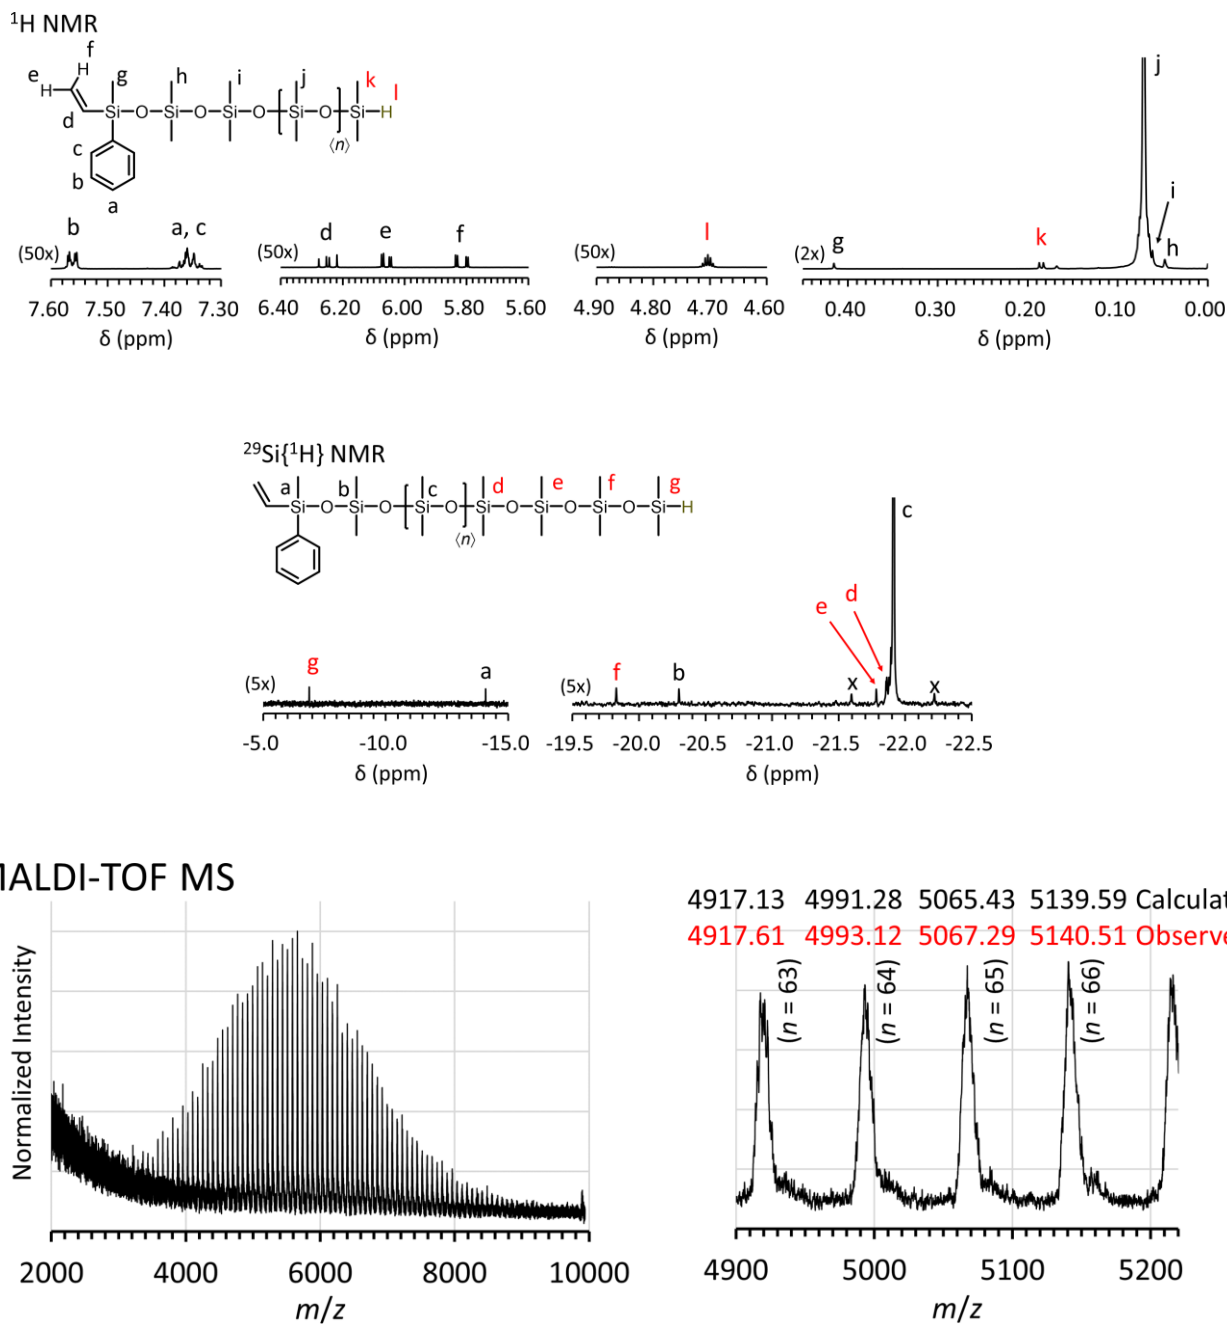 ¹H NMR
f
e H H g h i j k l
Si O Si O Si O Si O Si H
d
⟨n⟩
c
b
a
b a, c d e f l g k j i h
(50x) (50x) (50x) (2x)
7.60 7.50 7.40 7.30 6.40 6.20 6.00 5.80 5.60 4.90 4.80 4.70 4.60 0.40 0.30 0.20 0.10 0.00
δ (ppm) δ (ppm) δ (ppm) δ (ppm)
²⁹Si{¹H} NMR
a b c d e f g
Si O Si O Si O Si O Si O Si O Si H
⟨n⟩
c
e d
g a f b x x
(5x) (5x)
-5.0 -10.0 -15.0 -19.5 -20.0 -20.5 -21.0 -21.5 -22.0 -22.5
δ (ppm) δ (ppm)
MALDI-TOF MS
4917.13 4991.28 5065.43 5139.59 Calculat
4917.61 4993.12 5067.29 5140.51 Observe
(n = 63) (n = 64) (n = 65) (n = 66)
Normalized Intensity
2000 4000 6000 8000 10000 4900 5000 5100 5200
m/z m/z